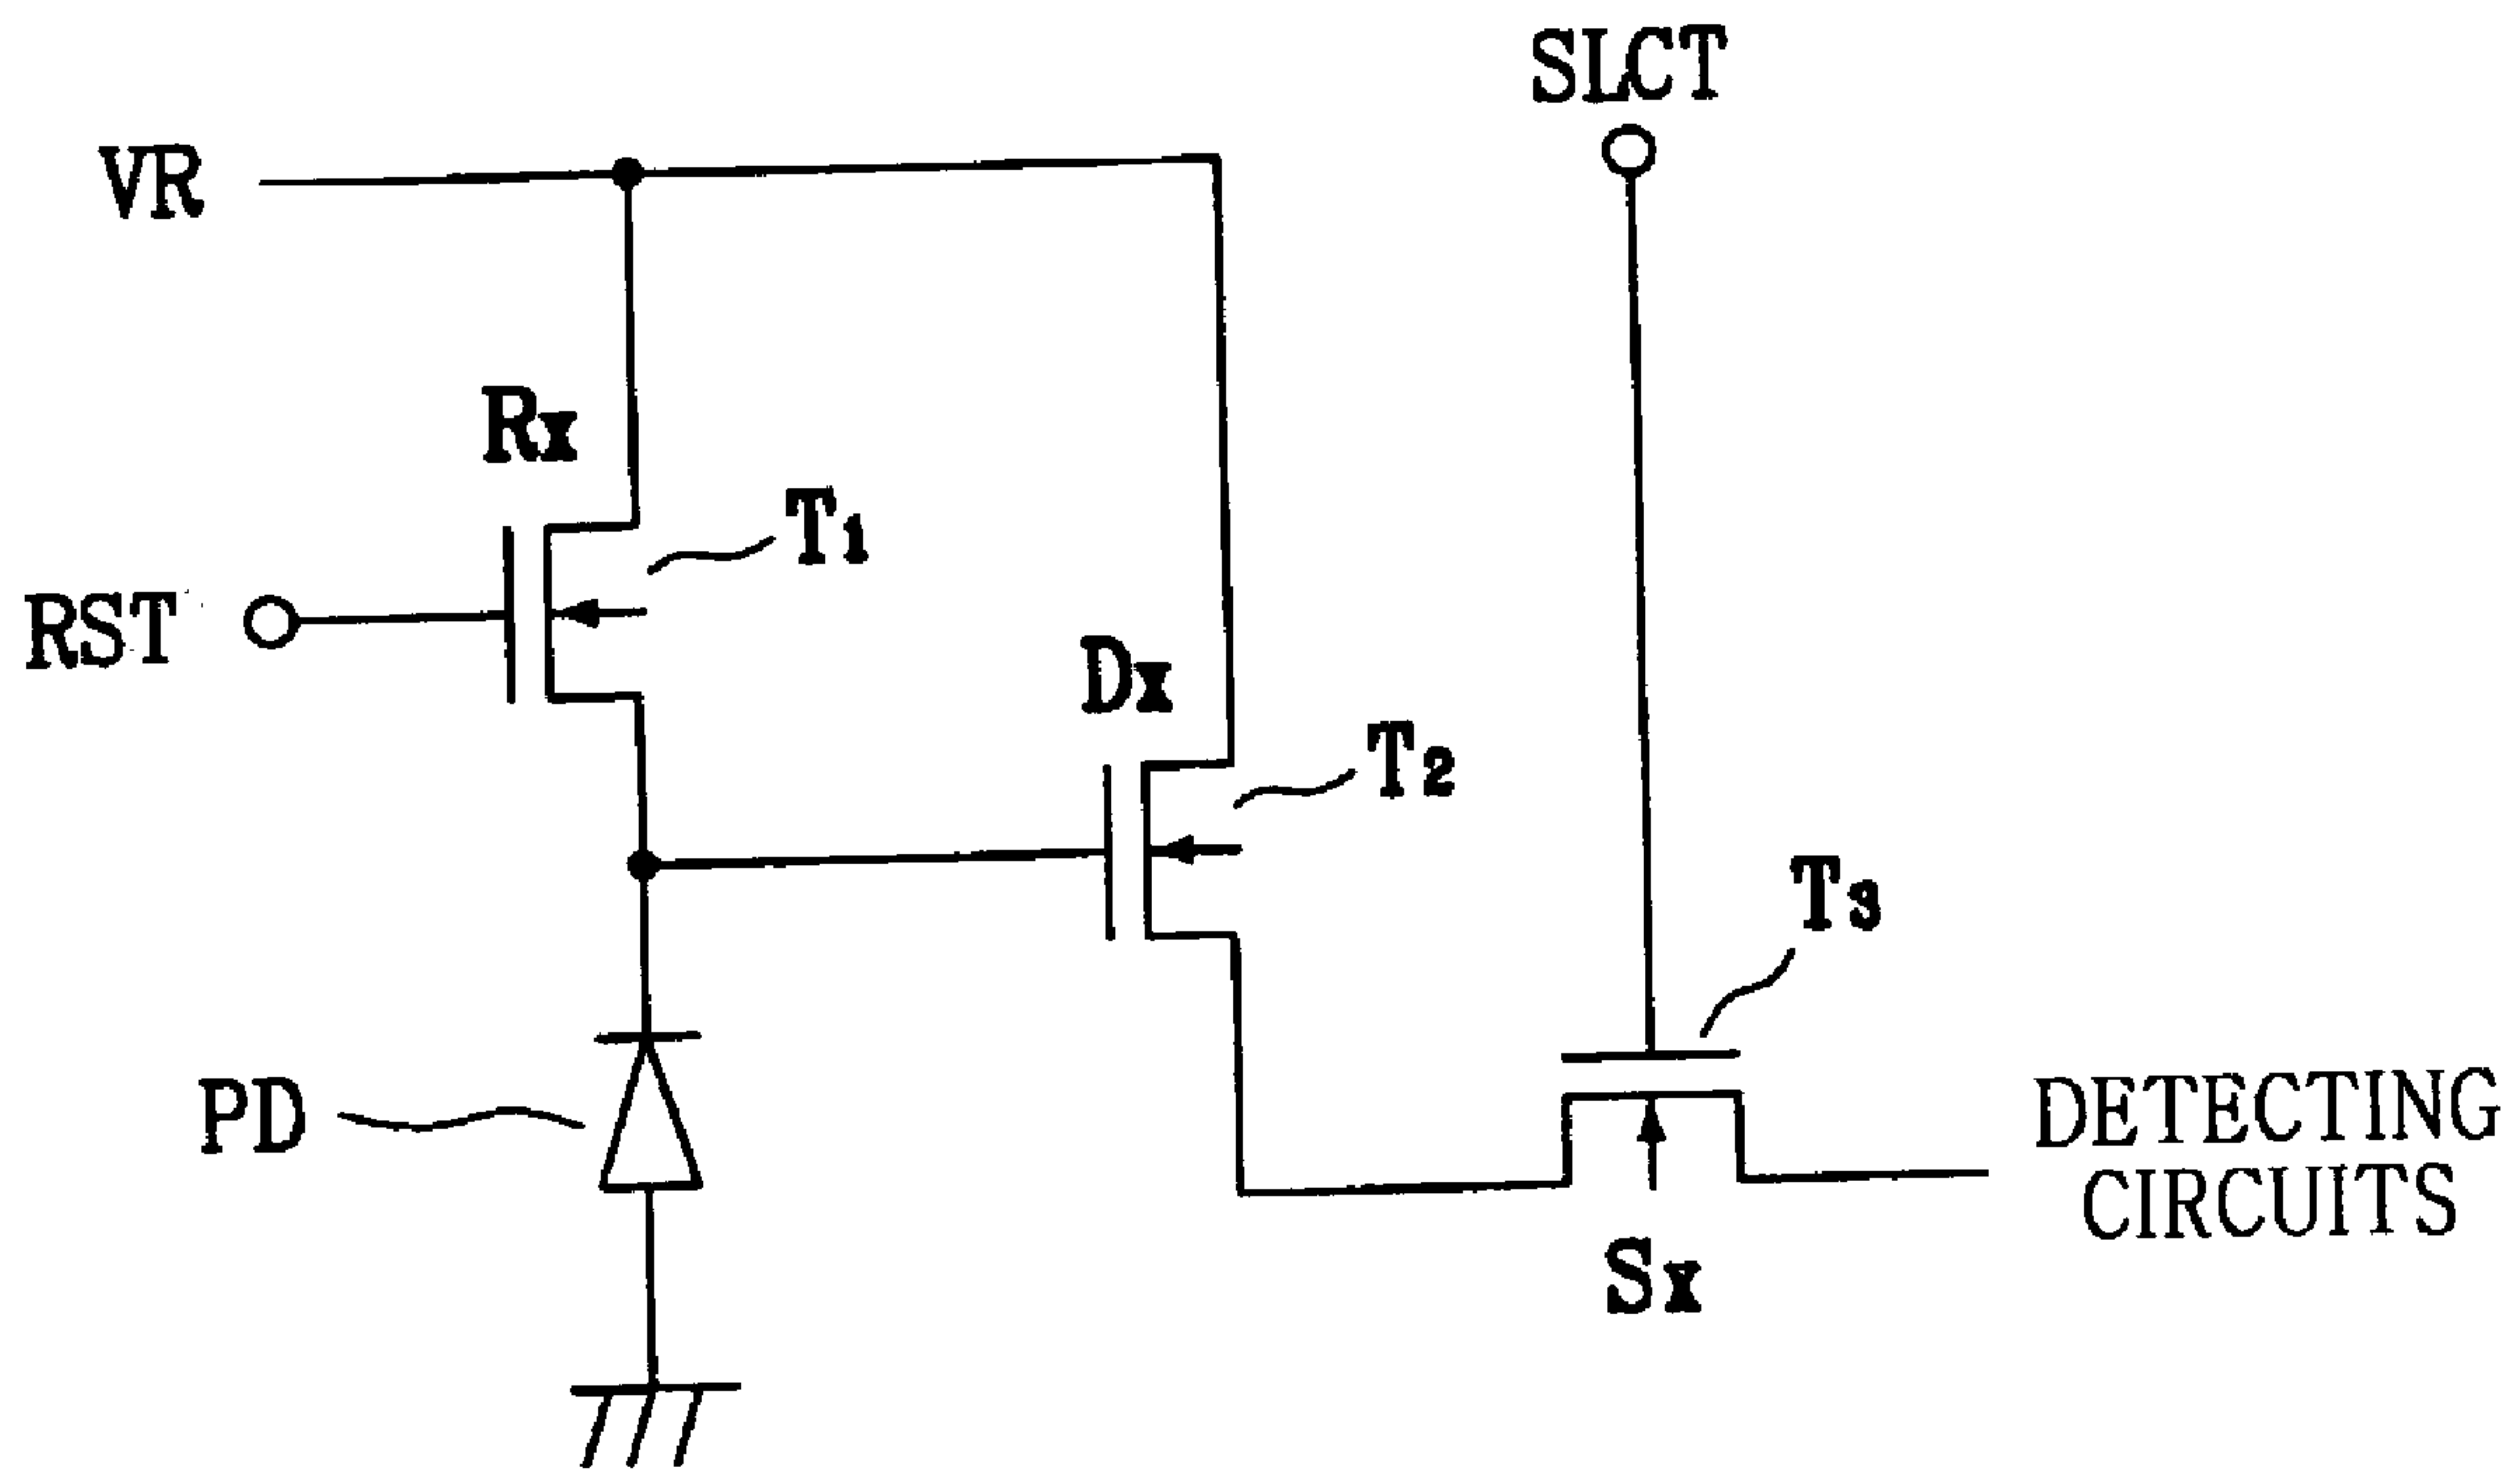 SLCT
VR
Rx
T1
RST
Dx
T2
T3
PD
DETECTING
CIRCUITS
Sx